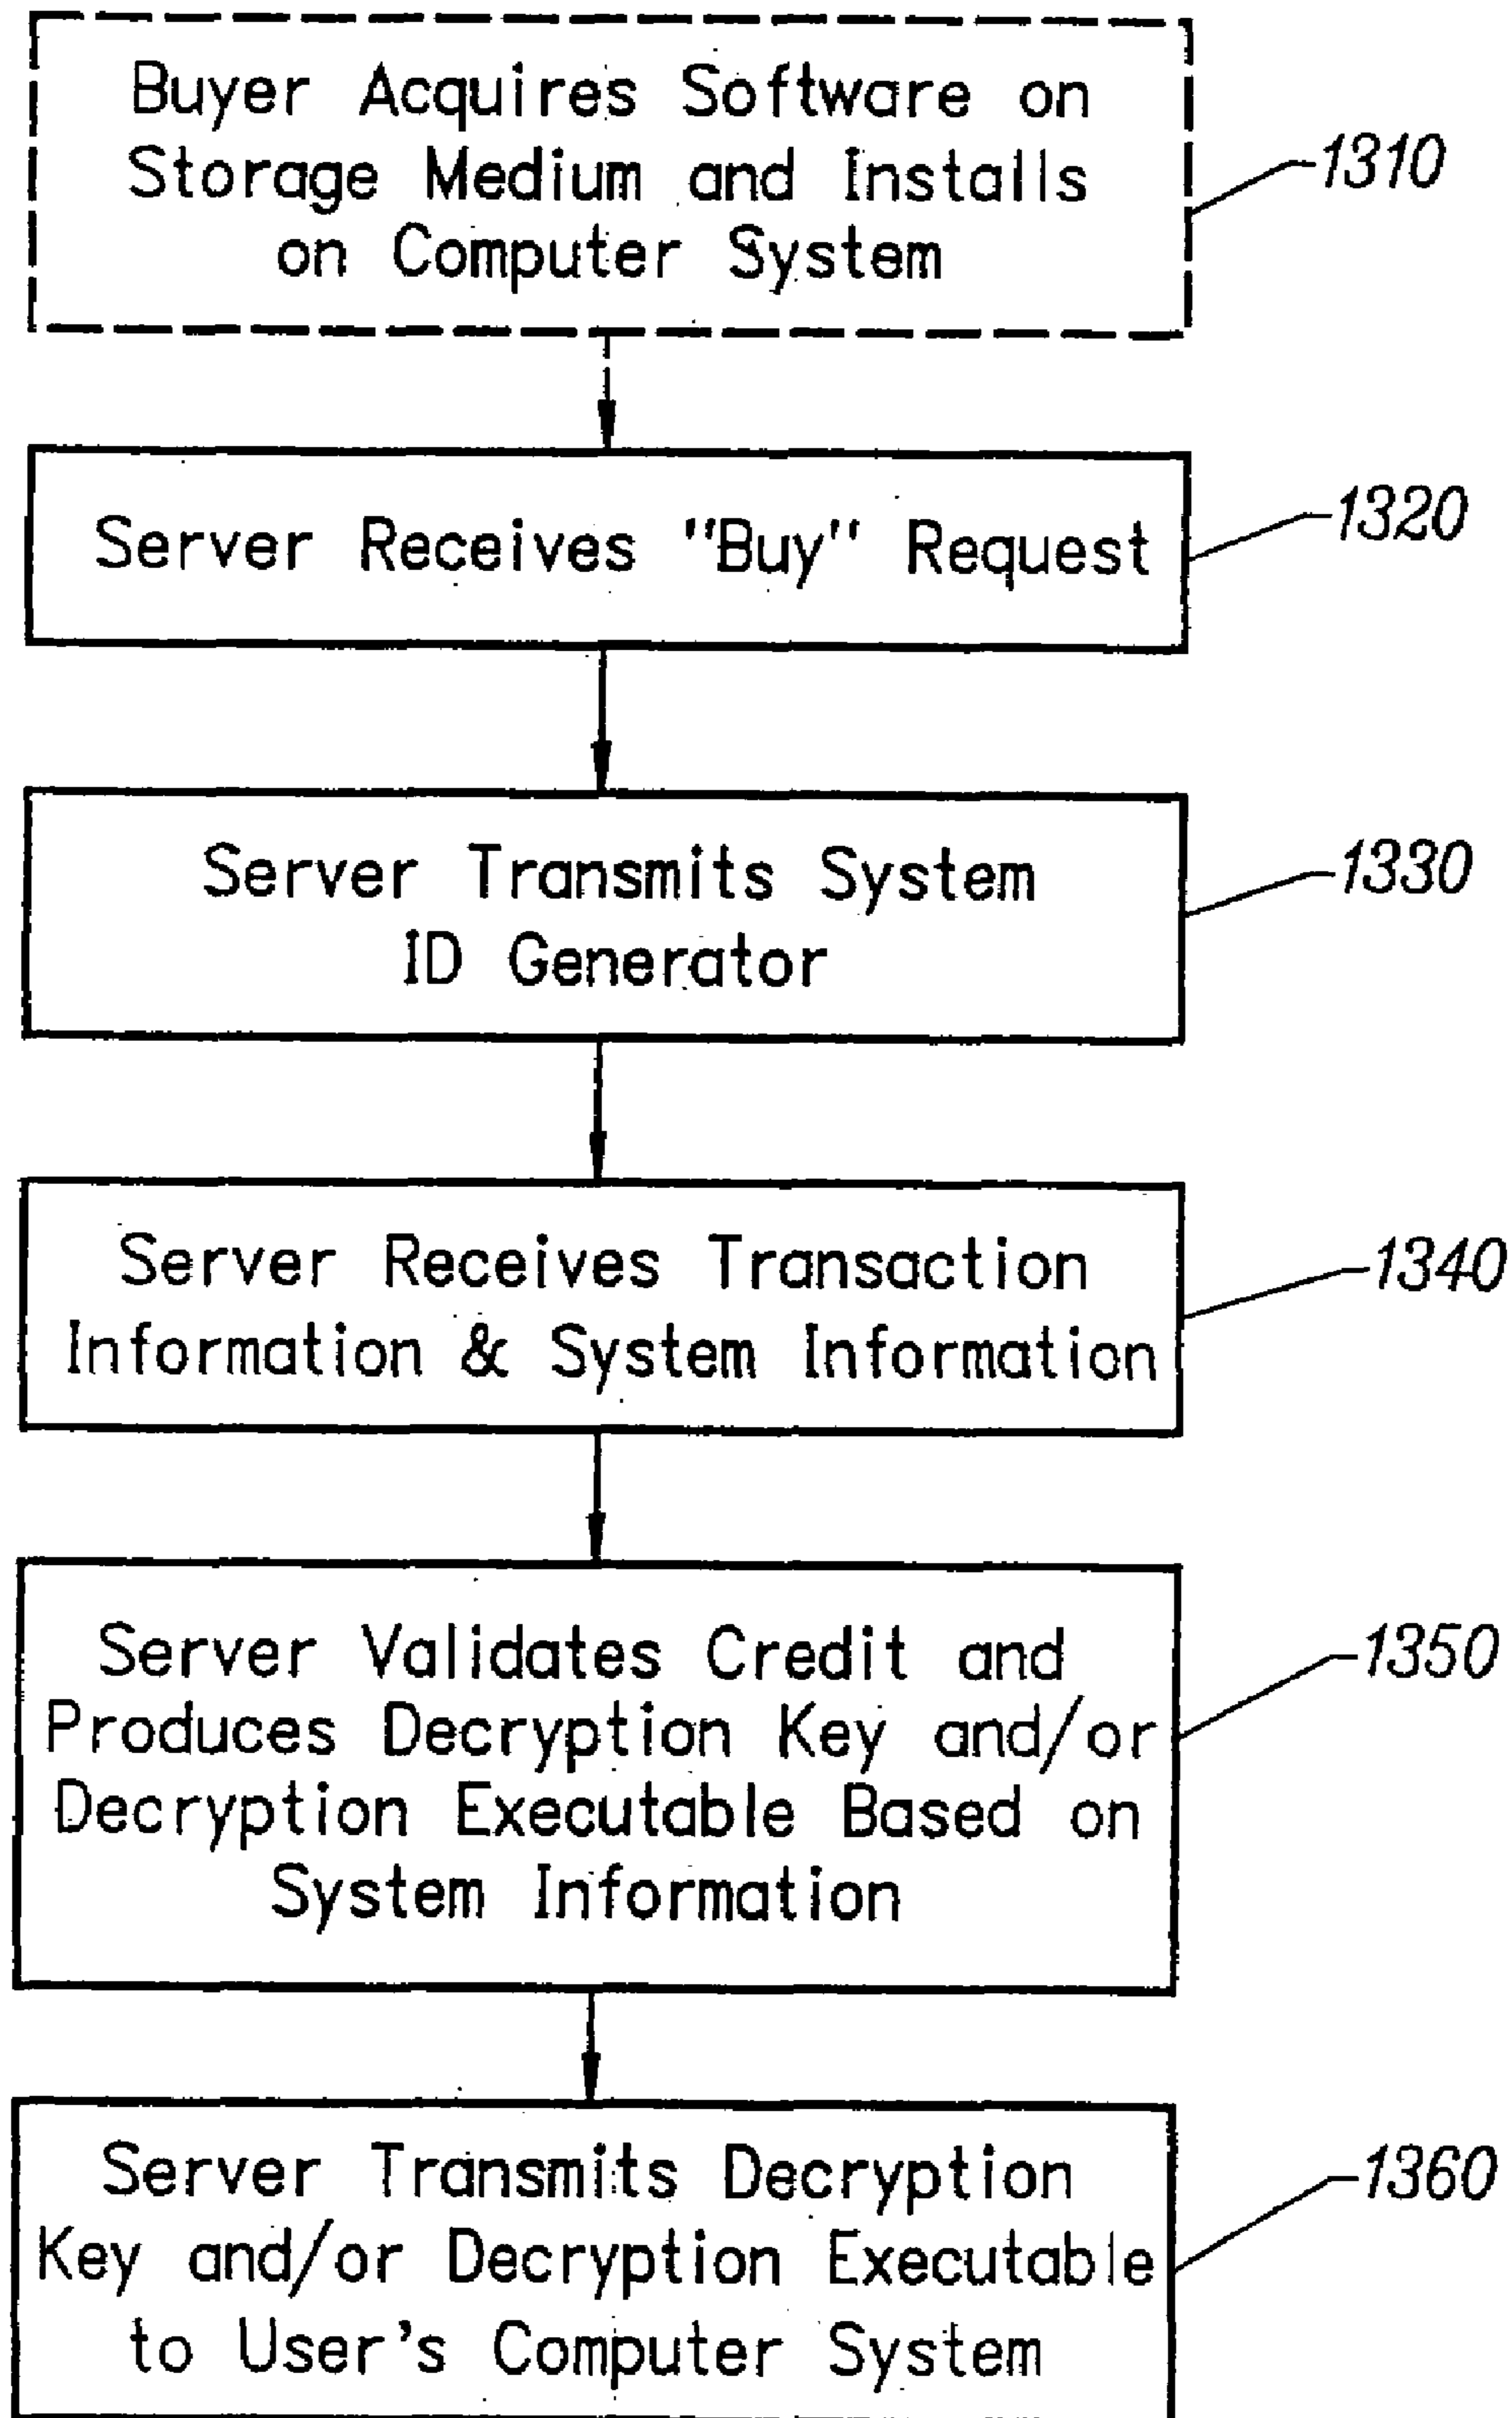 Buyer Acquires Software on
Storage Medium and Installs
on Computer System
1310
Server Receives "Buy" Request
1320
Server Transmits System
ID Generator
1330
Server Receives Transaction
Information & System Information
1340
Server Validates Credit and
Produces Decryption Key and/or
Decryption Executable Based on
System Information
1350
Server Transmits Decryption
Key and/or Decryption Executable
to User's Computer System
1360